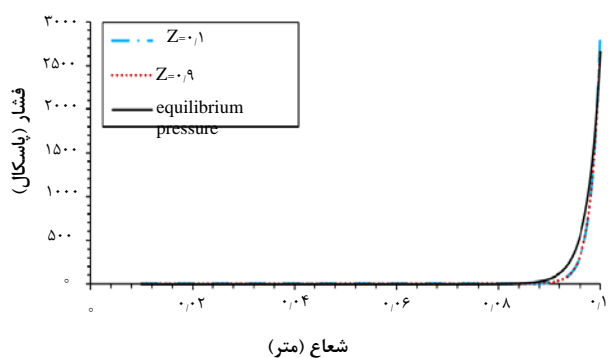 ۳۰۰۰
۲۵۰۰
۲۰۰۰
۱۵۰۰
۱۰۰۰
۵۰۰
۰
فشار (پاسکال)
Z=۰٫۱
Z=۰٫۹
equilibrium
pressure
۰ ۰٫۰۲ ۰٫۰۴ ۰٫۰۶ ۰٫۰۸ ۰٫۱
شعاع (متر)